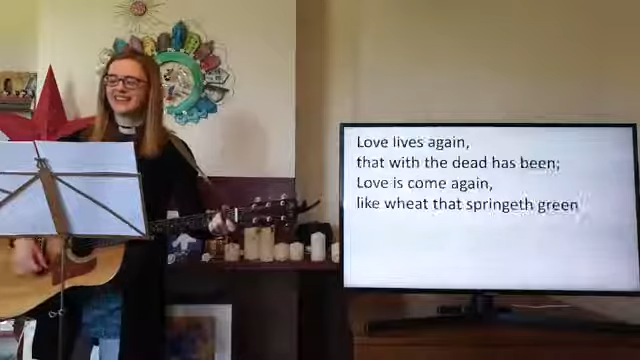 Love lives again,
that with the dead has been;
Love is come again,
like wheat that springeth green